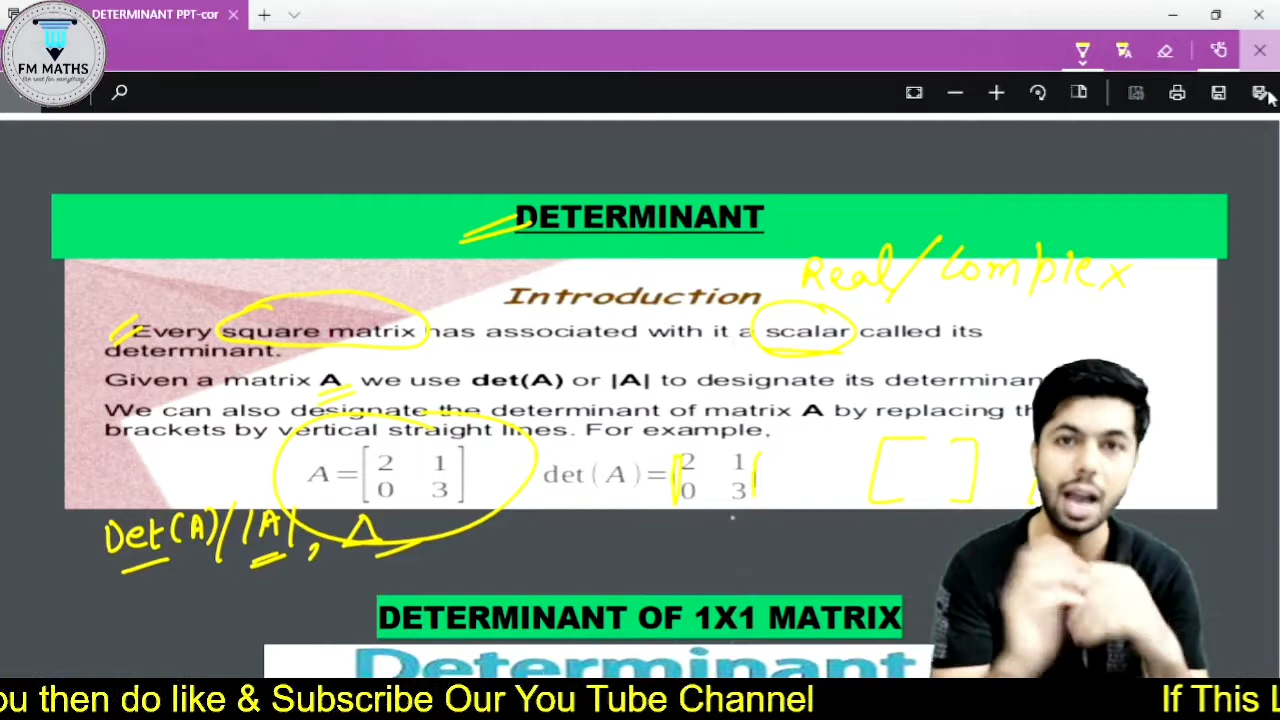 DETERMINANT PPT-cor
FM MATHS
DETERMINANT
Real/Complex
Introduction
Every square matrix has associated with it a scalar called its
determinant.
Given a matrix A, we use det(A) or |A| to designate its determinan
We can also designate the determinant of matrix A by replacing th
brackets by vertical straight lines. For example,
A = [2 1
0 3] det(A) = |2 1
0 3|
[ ]
Det(A)/|A|, Δ
DETERMINANT OF 1X1 MATRIX
Determinant
ou then do like & Subscribe Our You Tube Channel If This L